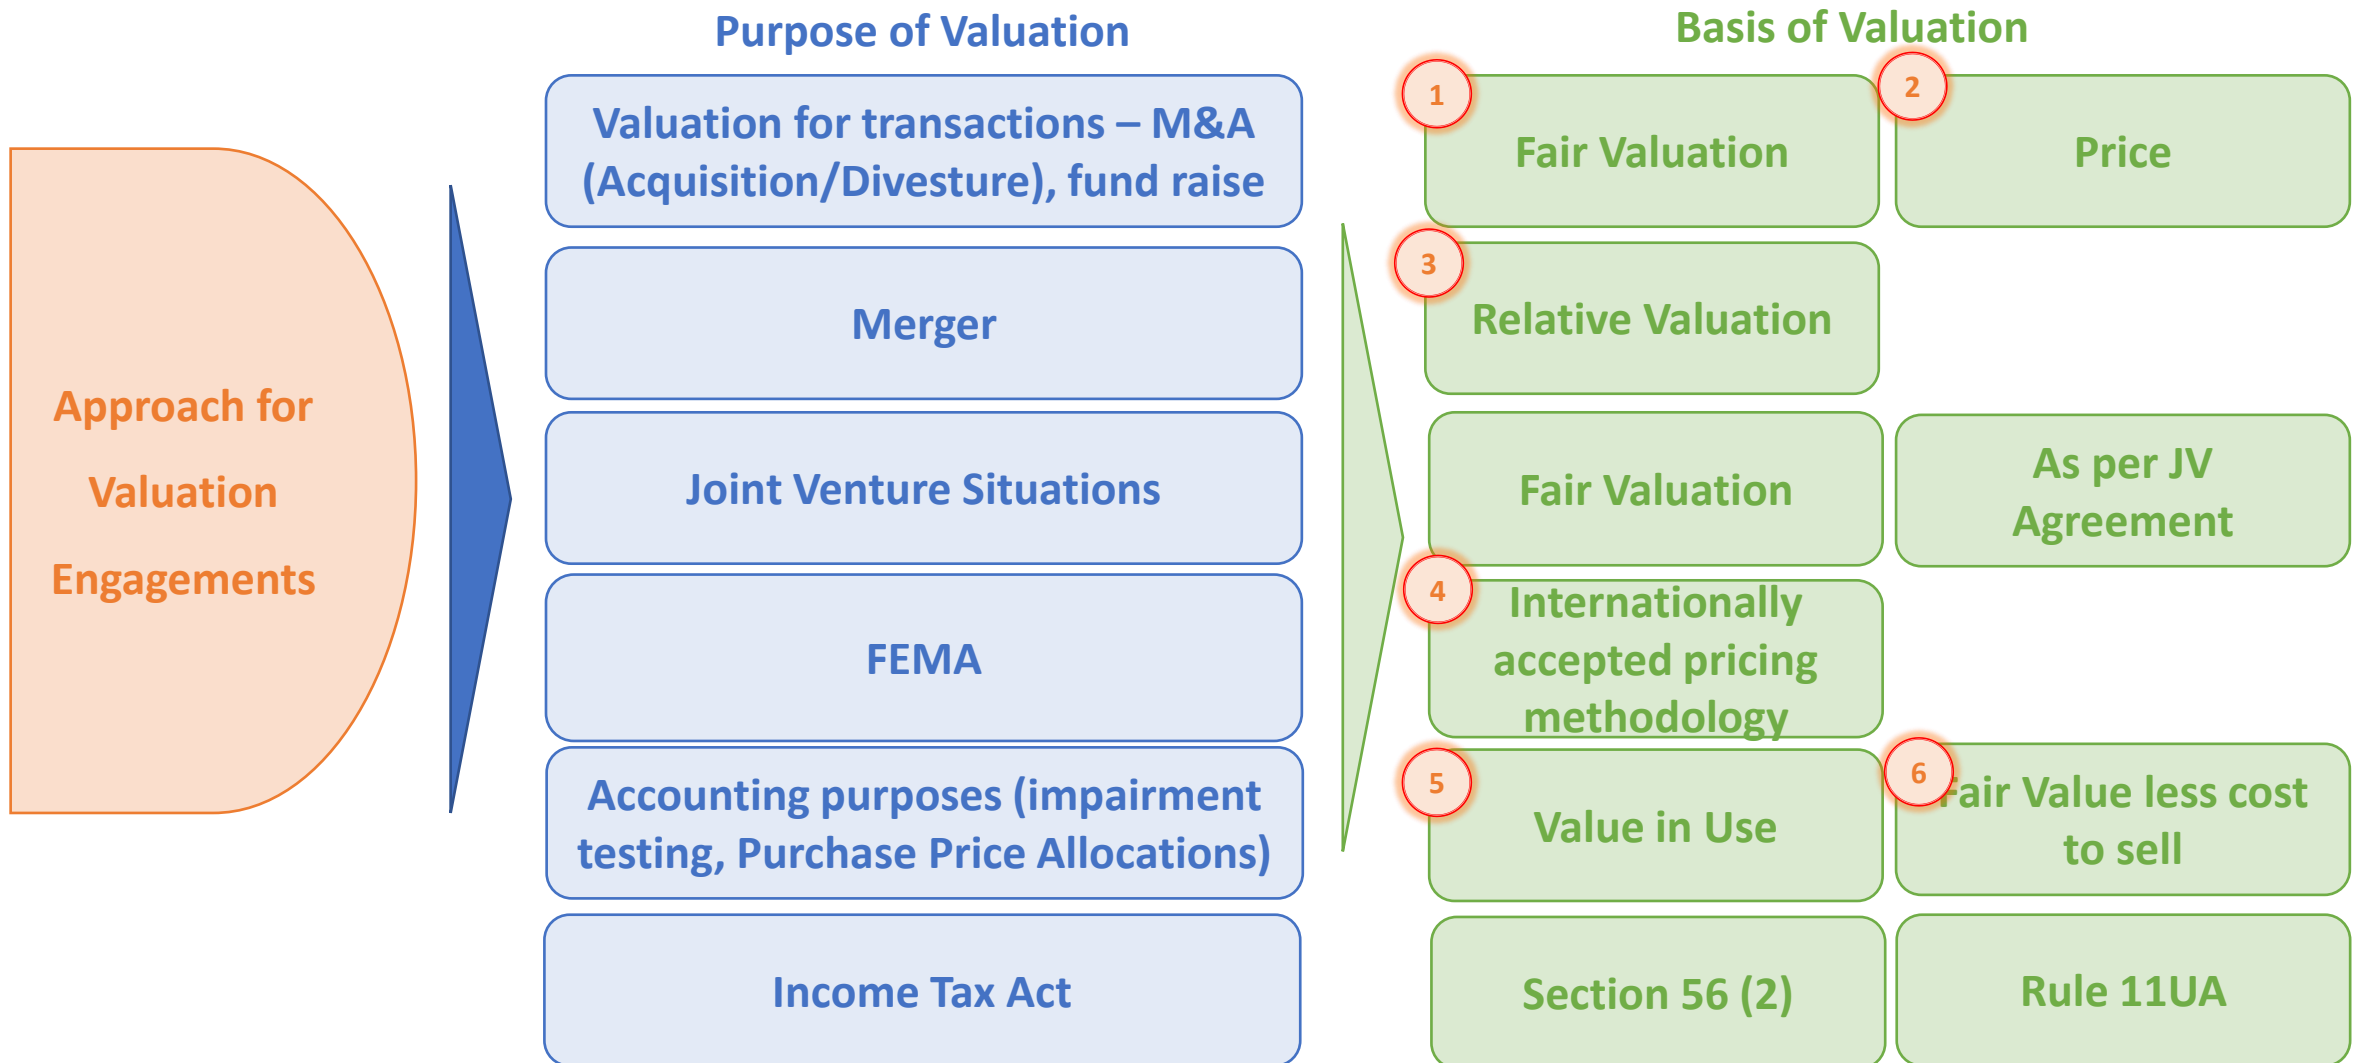 Purpose of Valuation
Basis of Valuation
Approach for
Valuation
Engagements
Valuation for transactions – M&A
(Acquisition/Divesture), fund raise
1
Fair Valuation
2
Price
Merger
3
Relative Valuation
Joint Venture Situations
Fair Valuation
As per JV
Agreement
FEMA
4
Internationally
accepted pricing
methodology
Accounting purposes (impairment
testing, Purchase Price Allocations)
5
Value in Use
6
Fair Value less cost
to sell
Income Tax Act
Section 56 (2)
Rule 11UA